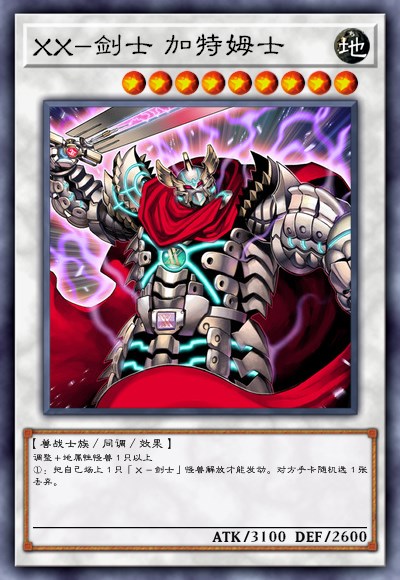 XX-剑士 加特姆士
地
【兽战士族/同调/效果】
调整+地属性怪兽1只以上
①：把自己场上1只「X-剑士」怪兽解放才能发动。对方手卡随机选1张
丢弃。
ATK/3100 DEF/2600